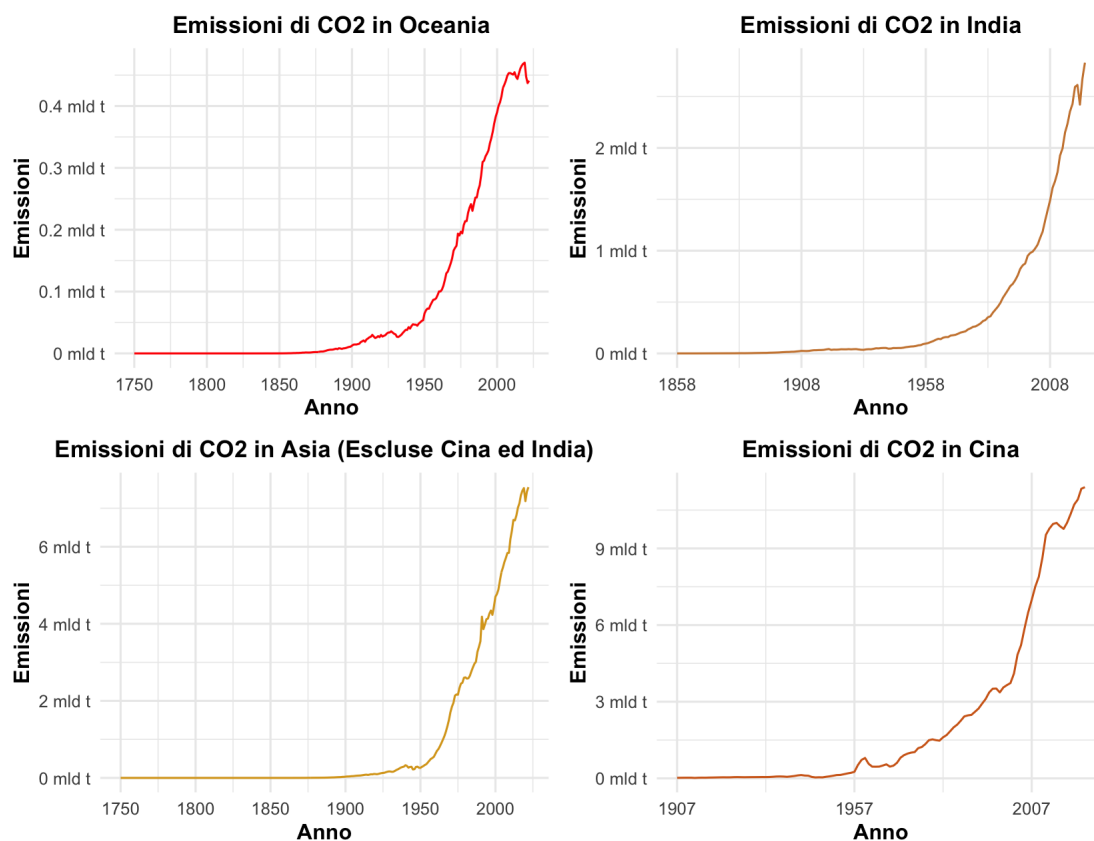 Emissioni di CO2 in Oceania
Emissioni
0.4 mld t
0.3 mld t
0.2 mld t
0.1 mld t
0 mld t
1750 1800 1850 1900 1950 2000
Anno
Emissioni di CO2 in India
Emissioni
2 mld t
1 mld t
0 mld t
1858 1908 1958 2008
Anno
Emissioni di CO2 in Asia (Escluse Cina ed India)
Emissioni
6 mld t
4 mld t
2 mld t
0 mld t
1750 1800 1850 1900 1950 2000
Anno
Emissioni di CO2 in Cina
Emissioni
9 mld t
6 mld t
3 mld t
0 mld t
1907 1957 2007
Anno